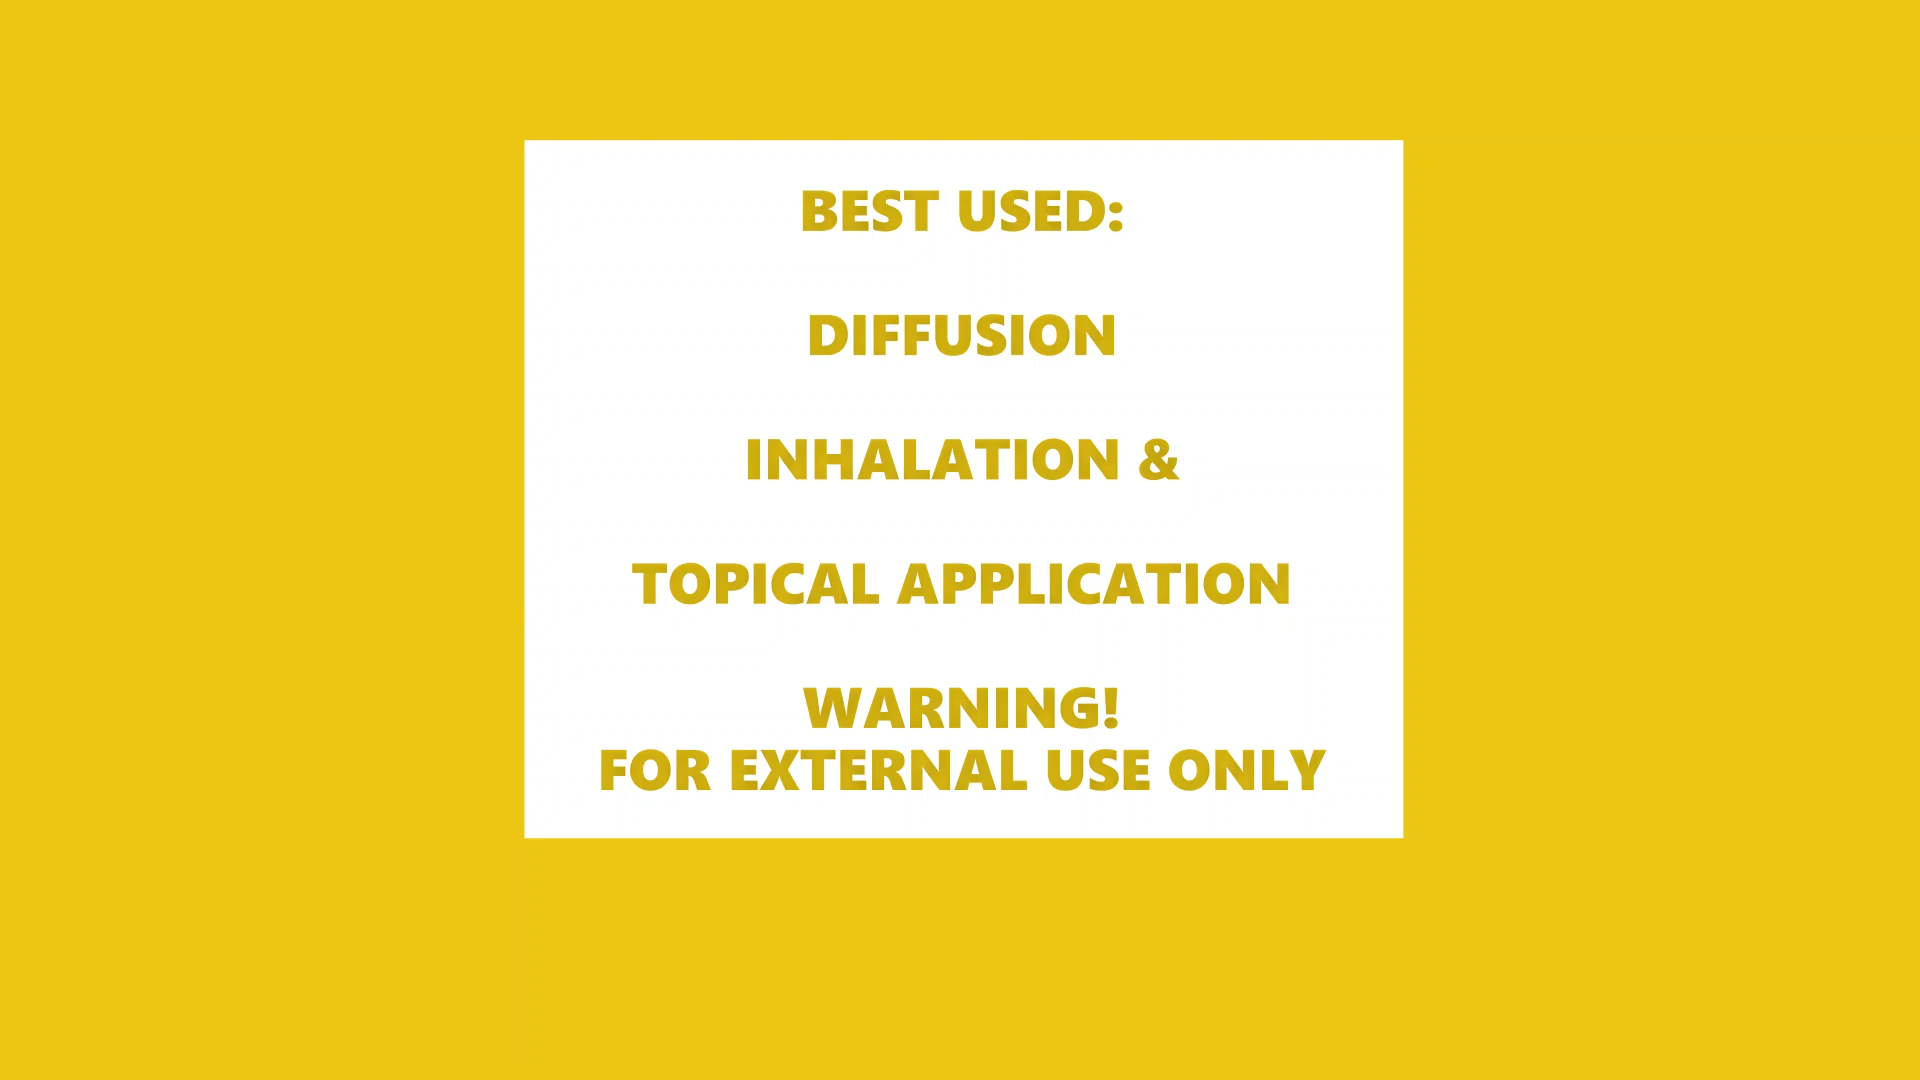 BEST USED:
DIFFUSION
INHALATION &
TOPICAL APPLICATION
WARNING!
FOR EXTERNAL USE ONLY